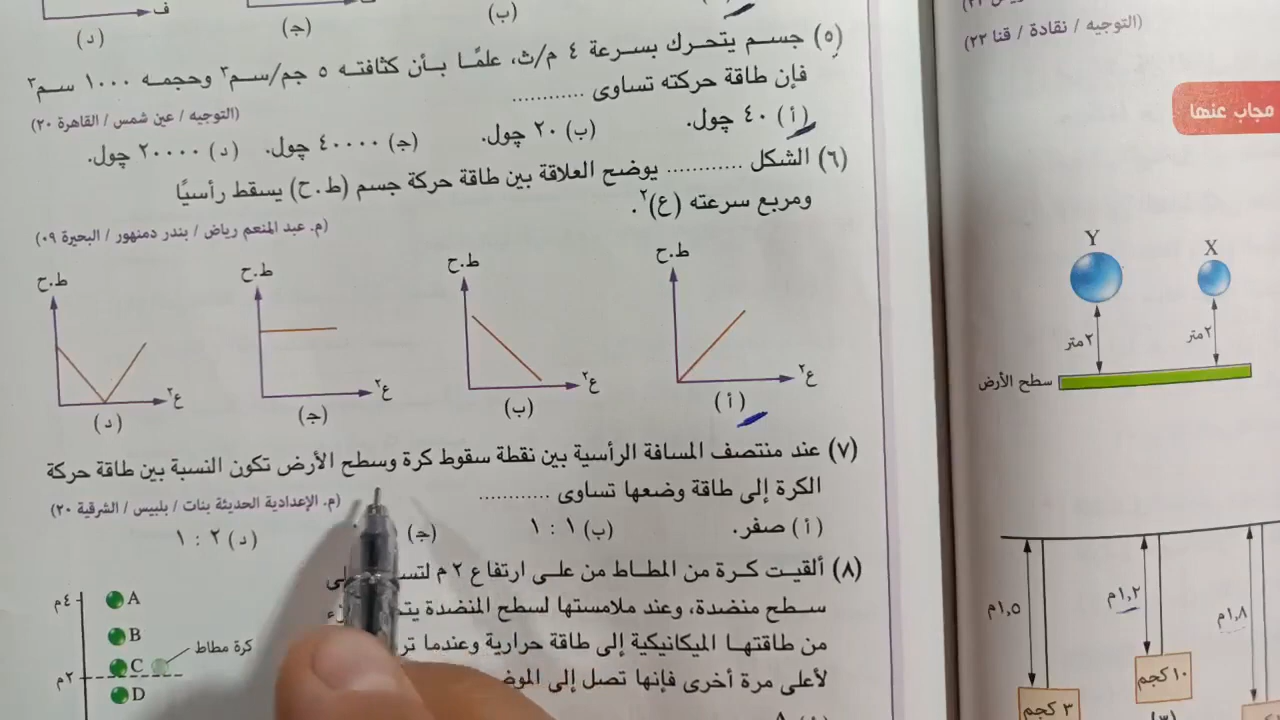 ف
(ب)
(ج)
(د)
(٥) جسم يتحرك بسرعة ٤ م/ث، علمًا بأن كثافته ٥ جم/سم٣ وحجمه ١٠٠٠ سم٣
فإن طاقة حركته تساوى ............
(التوجيه / عين شمس / القاهرة ٢٠)
(أ) ٤٠ چول. (ب) ٢٠ چول. (ج) ٤٠٠٠٠ چول. (د) ٢٠٠٠٠ چول.
(٦) الشكل ............ يوضح العلاقة بين طاقة حركة جسم (ط.ح) يسقط رأسيًا
ومربع سرعته (ع)٢.
(م. عبد المنعم رياض / بندر دمنهور / البحيرة ٠٩)
ط.ح ط.ح ط.ح ط.ح
ع٢ ع٢ ع٢ ع٢
(أ) (ب) (ج) (د)
(٧) عند منتصف المسافة الرأسية بين نقطة سقوط كرة وسطح الأرض تكون النسبة بين طاقة حركة
الكرة إلى طاقة وضعها تساوى ............
(م. الإعدادية الحديثة بنات / بلبيس / الشرقية ٢٠)
(أ) صفر. (ب) ١ : ١ (ج) (د) ٢ : ١
(٨) ألقيت كرة من المطاط من على ارتفاع ٢ م
سطح منضدة، وعند ملامستها لسطح المنضدة
من طاقتها الميكانيكية إلى طاقة حرارية وعندما
لأعلى مرة أخرى فإنها تصل إلى
٤م
A
B
كرة مطاط
C
٢م
D
(التوجيه / نقادة / قنا ٢٢)
مجاب عنها
Y X
٢ متر ٢ متر
سطح الأرض
١,٥م ١,٢م ١,٨م
٣ كجم ١٠ كجم
(٣)